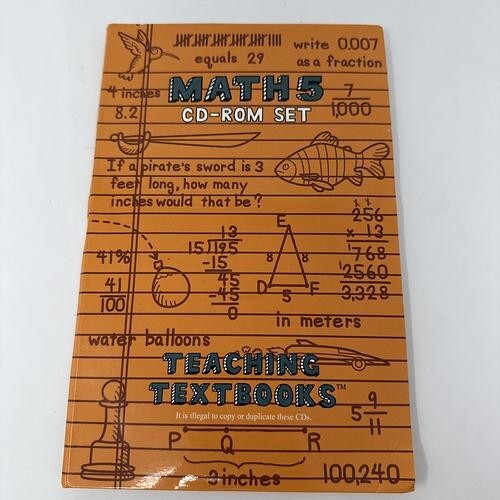 equals 29
write 0.007
as a fraction
7
1,000
4 inches
8.2
MATH 5
CD-ROM SET
If a pirate's sword is 3
feet long, how many
inches would that be?
41%
41
100
13
15)195
-15
45
-45
0
E
8 8
D F
5
256
x 13
768
2560
3,328
in meters
water balloons
TEACHING
TEXTBOOKS™
It is illegal to copy or duplicate these CDs.
5 9
11
P Q R
3 inches
100,240